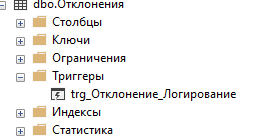 dbo.Отклонения
Столбцы
Ключи
Ограничения
Триггеры
trg_Отклонение_Логирование
Индексы
Статистика